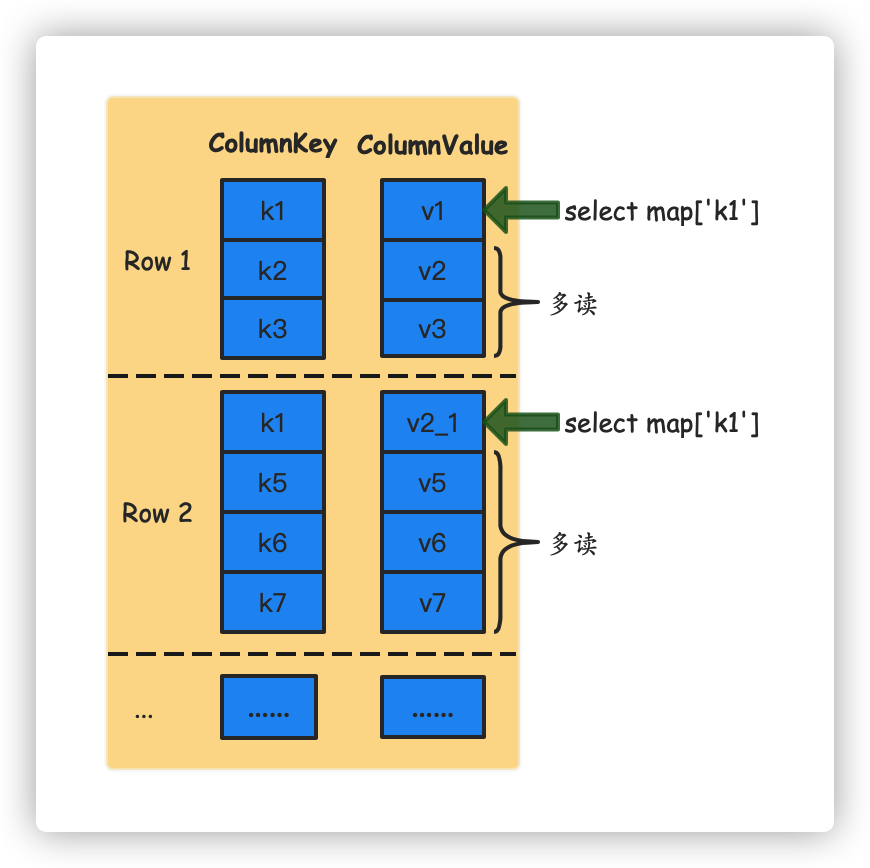 ColumnKey ColumnValue
k1 v1 select map['k1']
Row 1 k2 v2
多读
k3 v3
k1 v2_1 select map['k1']
k5 v5
Row 2
k6 v6 多读
k7 v7
... ...... ......